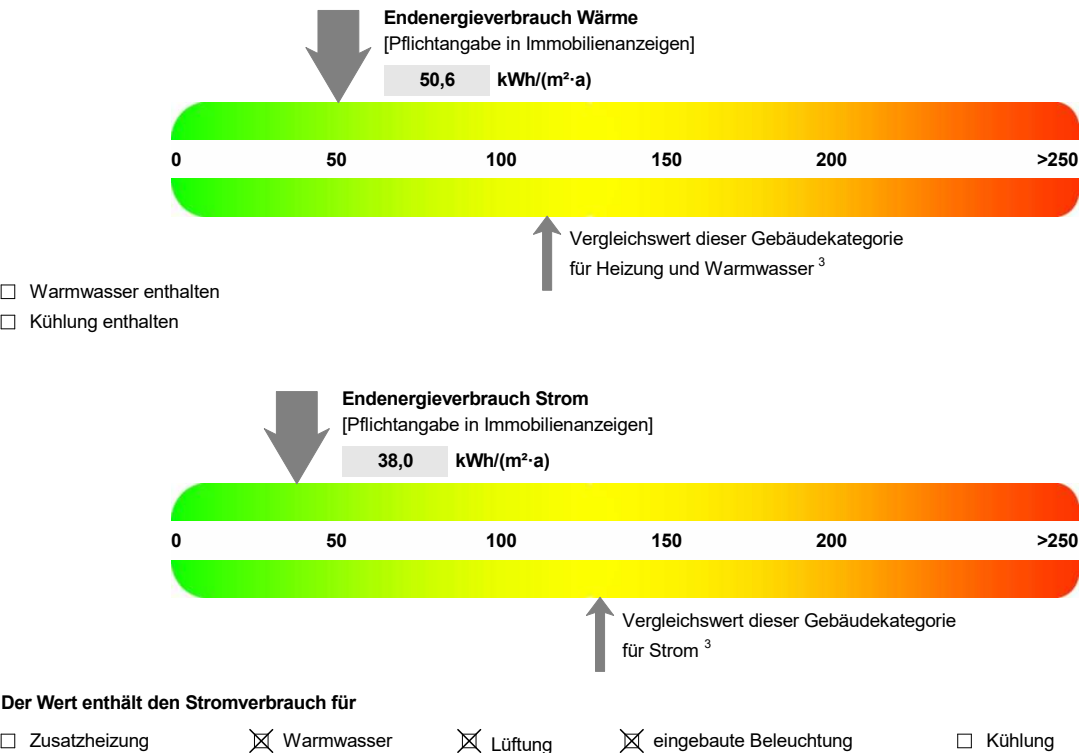 Endenergieverbrauch Wärme
[Pflichtangabe in Immobilienanzeigen]
50,6 kWh/(m²·a)
0 50 100 150 200 >250
Vergleichswert dieser Gebäudekategorie
für Heizung und Warmwasser ³
☐ Warmwasser enthalten
☐ Kühlung enthalten
Endenergieverbrauch Strom
[Pflichtangabe in Immobilienanzeigen]
38,0 kWh/(m²·a)
0 50 100 150 200 >250
Vergleichswert dieser Gebäudekategorie
für Strom ³
Der Wert enthält den Stromverbrauch für
☐ Zusatzheizung ☒ Warmwasser ☒ Lüftung ☒ eingebaute Beleuchtung ☐ Kühlung